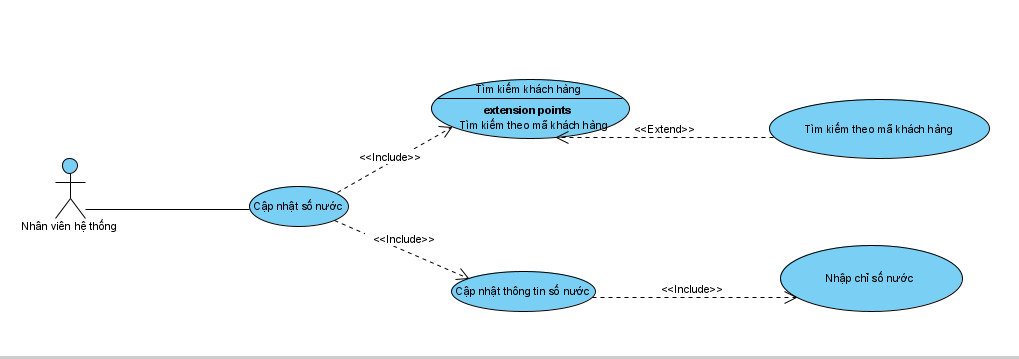 Tìm kiếm khách hàng
extension points
Tìm kiếm theo mã khách hàng
<<Extend>>
Tìm kiếm theo mã khách hàng
<<Include>>
Cập nhật số nước
Nhân viên hệ thống
<<Include>>
Cập nhật thông tin số nước
<<Include>>
Nhập chỉ số nước